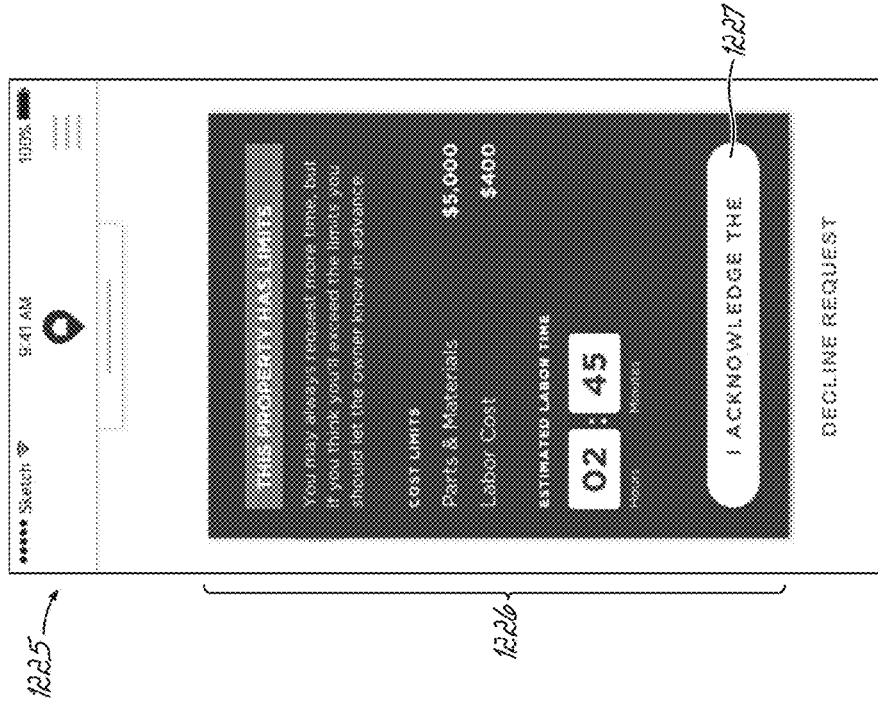 1225
••••• Sketch 9:41 AM 100%
THIS PROPERTY HAS LIMITS
You may always request more time, but
if you think you'd exceed the limits you
should let the owner know in advance.
COST LIMITS
Parts & Materials $5,000
Labor Cost $400
ESTIMATED LABOR TIME
02 : 45
Hours Minutes
I ACKNOWLEDGE THE
DECLINE REQUEST
1226
1227